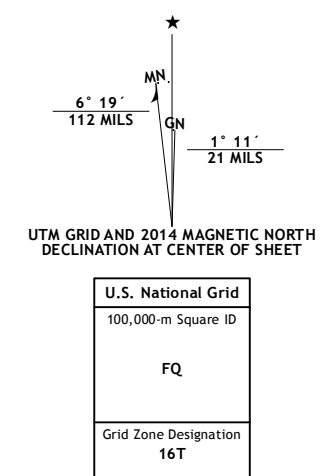 MN.
6° 19´
112 MILS
GN
1° 11´
21 MILS
UTM GRID AND 2014 MAGNETIC NORTH
DECLINATION AT CENTER OF SHEET
U.S. National Grid
100,000-m Square ID
FQ
Grid Zone Designation
16T